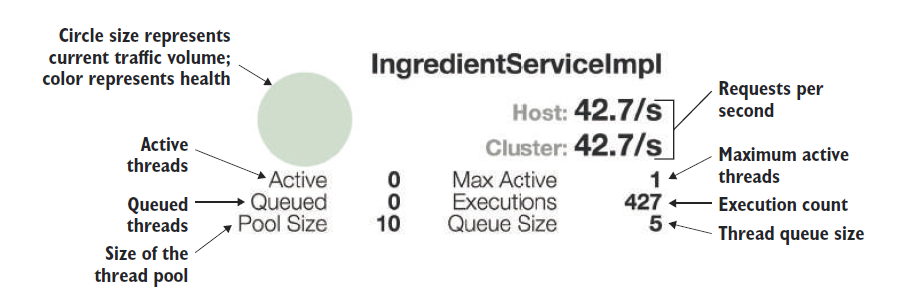 Circle size represents
current traffic volume;
color represents health
IngredientServiceImpl
Host: 42.7/s
Cluster: 42.7/s
Requests per
second
Active
threads
Maximum active
threads
Active 0 Max Active 1
Queued
threads
Queued 0 Executions 427
Execution count
Pool Size 10 Queue Size 5
Thread queue size
Size of the
thread pool